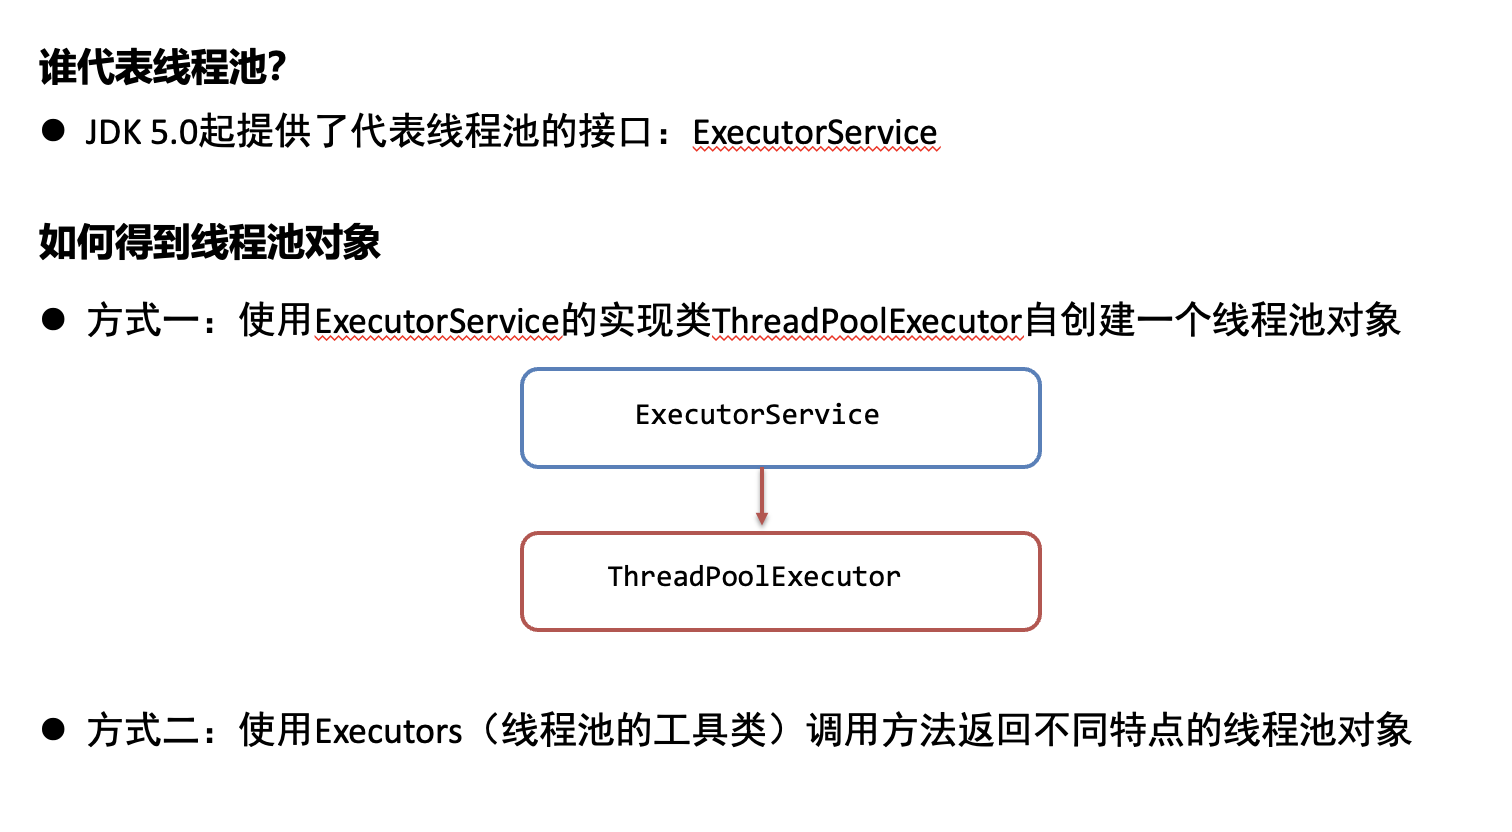 谁代表线程池？
● JDK 5.0起提供了代表线程池的接口：ExecutorService
如何得到线程池对象
● 方式一：使用ExecutorService的实现类ThreadPoolExecutor自创建一个线程池对象
ExecutorService
ThreadPoolExecutor
● 方式二：使用Executors（线程池的工具类）调用方法返回不同特点的线程池对象